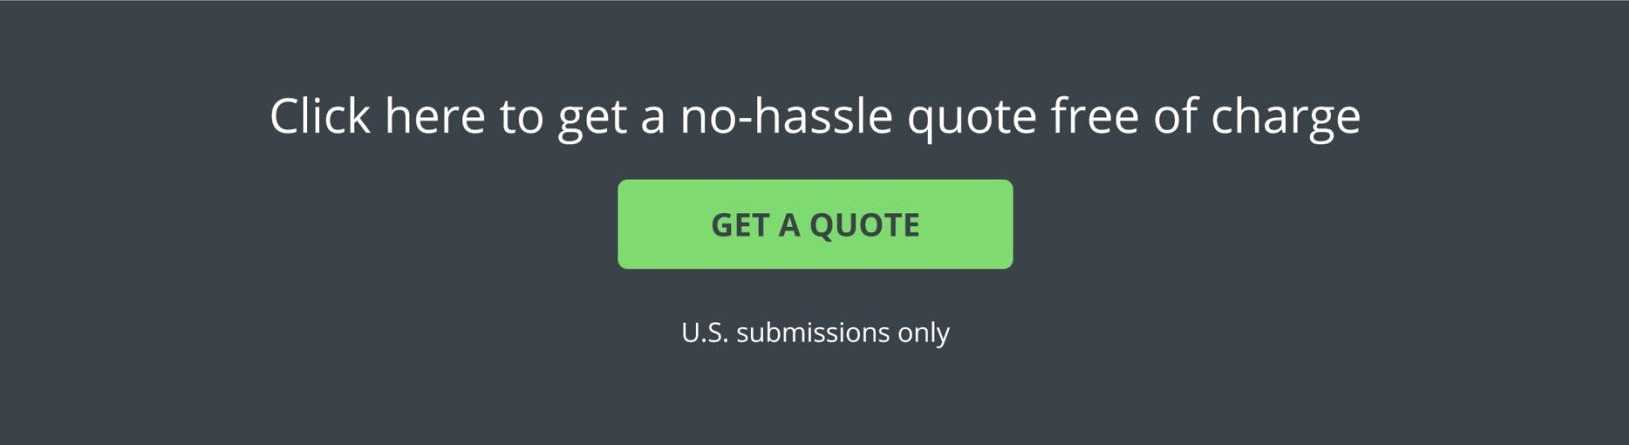 Click here to get a no-hassle quote free of charge
GET A QUOTE
U.S. submissions only